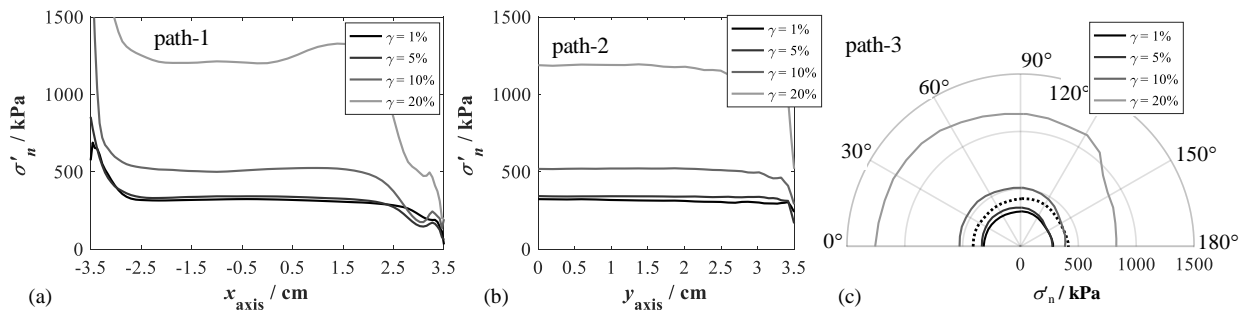 1500
1000
500
0
σ'n / kPa
path-1
γ = 1%
γ = 5%
γ = 10%
γ = 20%
-3.5 -2.5 -1.5 -0.5 0.5 1.5 2.5 3.5
(a)
xaxis / cm
1500
1000
500
0
σ'n / kPa
path-2
γ = 1%
γ = 5%
γ = 10%
γ = 20%
0 0.5 1 1.5 2 2.5 3 3.5
(b)
yaxis / cm
path-3
γ = 1%
γ = 5%
γ = 10%
γ = 20%
90°
60° 120°
30° 150°
0° 180°
0 500 1000 1500
(c)
σ'n / kPa